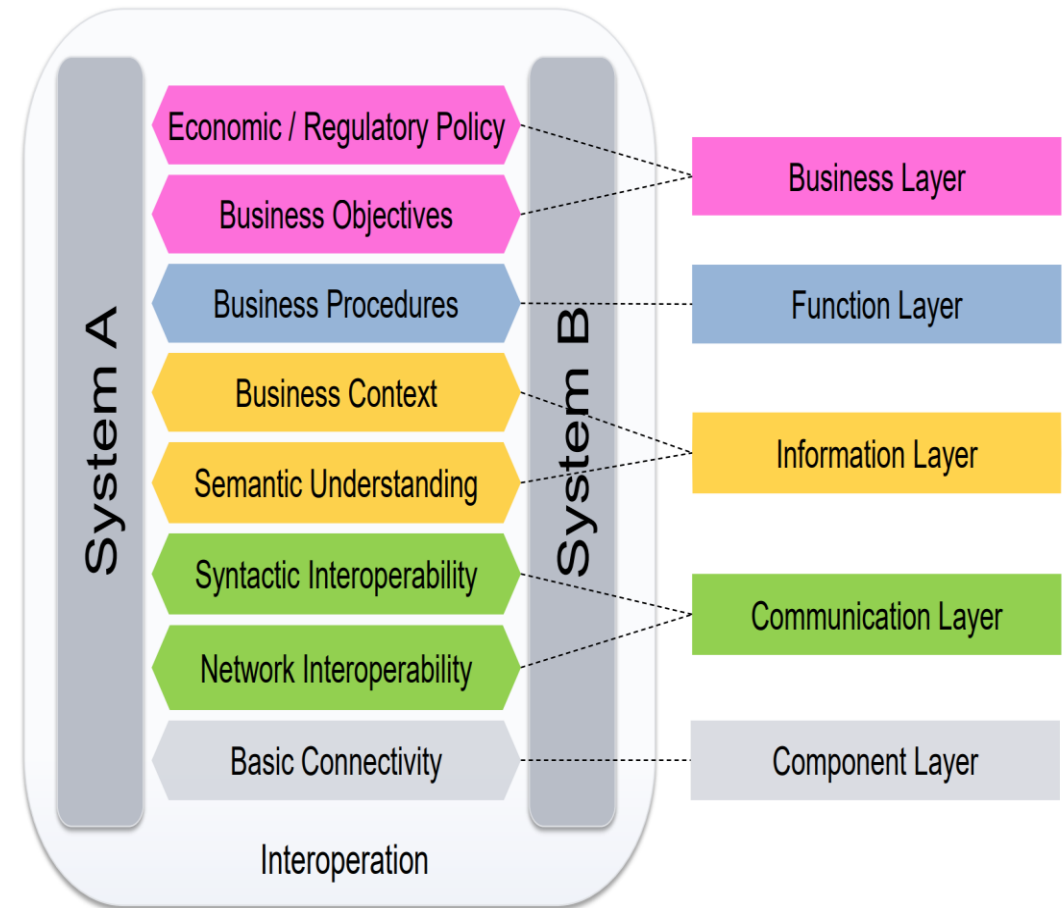 System A
System B
Economic / Regulatory Policy
Business Objectives
Business Procedures
Business Context
Semantic Understanding
Syntactic Interoperability
Network Interoperability
Basic Connectivity
Interoperation
Business Layer
Function Layer
Information Layer
Communication Layer
Component Layer